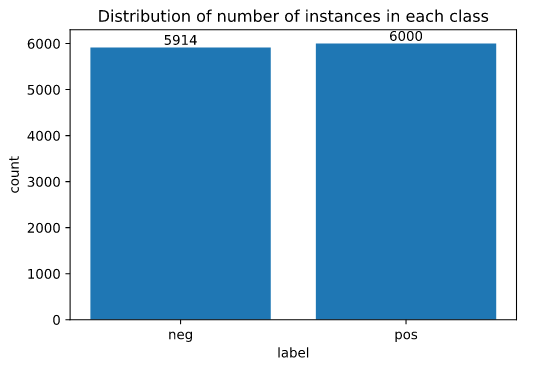 Distribution of number of instances in each class
5914
6000
6000
5000
4000
3000
2000
1000
0
count
neg
pos
label